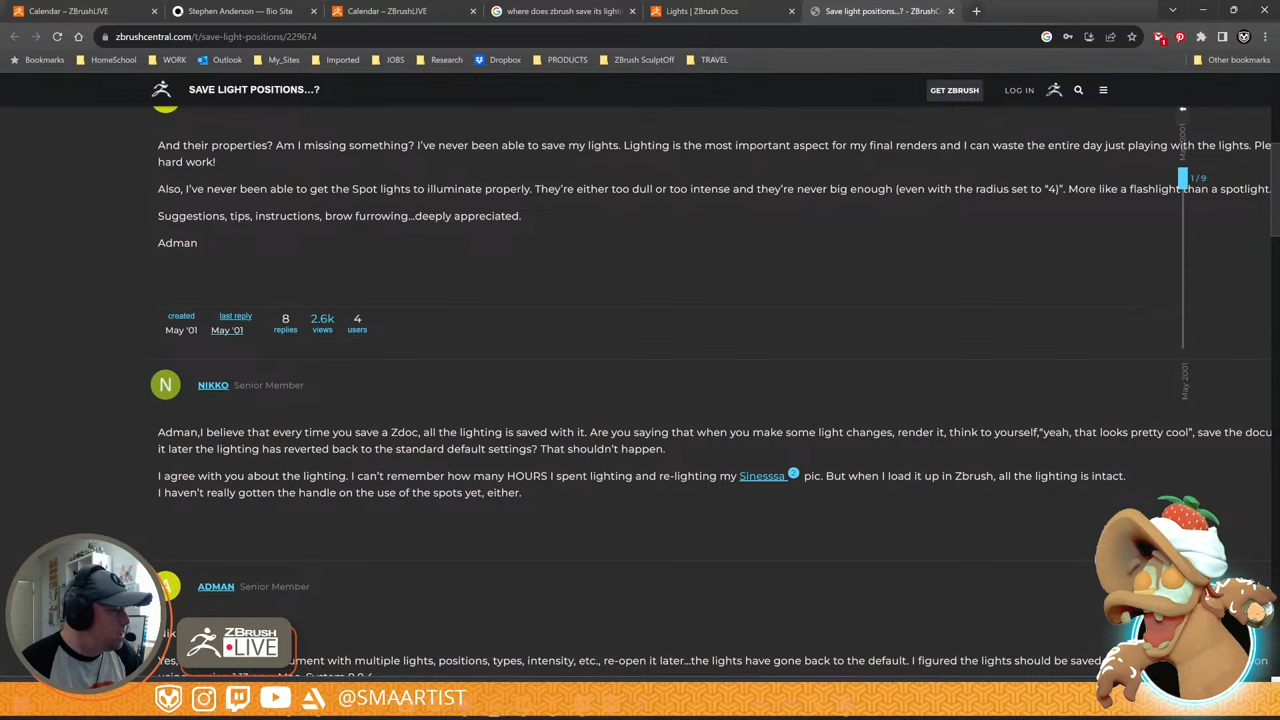 Calendar – ZBrushLIVE
Stephen Anderson — Bio Site
Calendar – ZBrushLIVE
where does zbrush save its lighti
Lights | ZBrush Docs
Save light positions...? - ZBrushC
zbrushcentral.com/t/save-light-positions/229674
1
Bookmarks
HomeSchool
WORK
Outlook
My_Sites
Imported
JOBS
Research
Dropbox
PRODUCTS
ZBrush SculptOff
TRAVEL
Other bookmarks
SAVE LIGHT POSITIONS...?
GET ZBRUSH
LOG IN
And their properties? Am I missing something? I've never been able to save my lights. Lighting is the most important aspect for my final renders and I can waste the entire day just playing with the lights. Ple
hard work!
Also, I've never been able to get the Spot lights to illuminate properly. They're either too dull or too intense and they're never big enough (even with the radius set to “4)”. More like a flashlight than a spotlight.
Suggestions, tips, instructions, brow furrowing...deeply appreciated.
Adman
1 / 9
May 2001
created
last reply
May '01
May '01
8
replies
2.6k
views
4
users
N
NIKKO Senior Member
Adman,I believe that every time you save a Zdoc, all the lighting is saved with it. Are you saying that when you make some light changes, render it, think to yourself,“yeah, that looks pretty cool”, save the docu
it later the lighting has reverted back to the standard default settings? That shouldn't happen.
I agree with you about the lighting. I can't remember how many HOURS I spent lighting and re-lighting my Sinesssa 2 pic. But when I load it up in Zbrush, all the lighting is intact.
I haven't really gotten the handle on the use of the spots yet, either.
ADMAN Senior Member
Yes,
ument with multiple lights, positions, types, intensity, etc., re-open it later...the lights have gone back to the default. I figured the lights should be saved
ZBRUSH
LIVE
@SMAARTIST